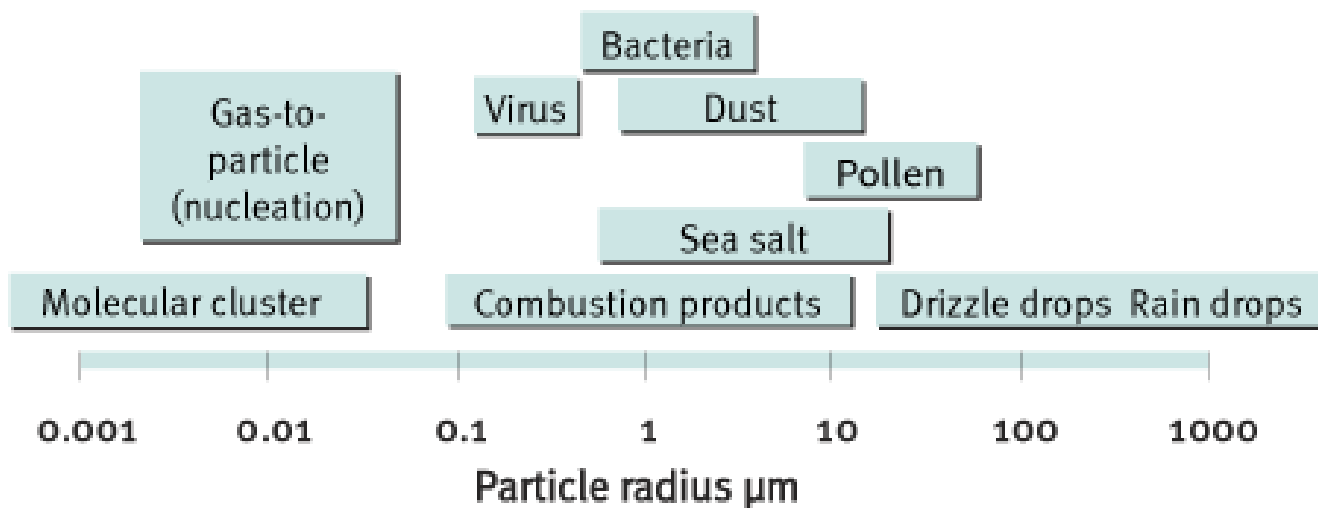 Bacteria
Gas-to-
particle
(nucleation)
Virus
Dust
Pollen
Sea salt
Molecular cluster
Combustion products
Drizzle drops Rain drops
0.001 0.01 0.1 1 10 100 1000
Particle radius µm